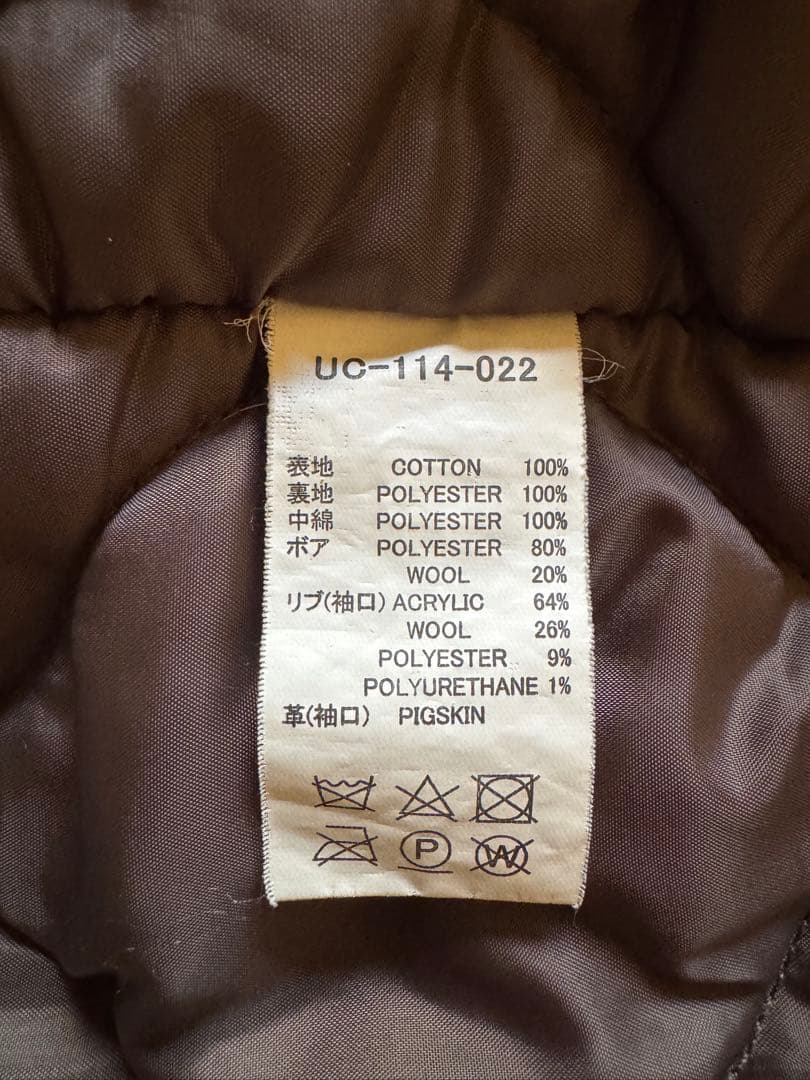 UC-114-022
表地 COTTON 100%
裏地 POLYESTER 100%
中綿 POLYESTER 100%
ボア POLYESTER 80%
WOOL 20%
リブ(袖口) ACRYLIC 64%
WOOL 26%
POLYESTER 9%
POLYURETHANE 1%
革(袖口) PIGSKIN
P
W